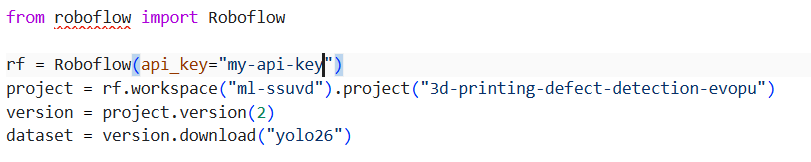 from roboflow import Roboflow
rf = Roboflow(api_key="my-api-key")
project = rf.workspace("ml-ssuvd").project("3d-printing-defect-detection-evopu")
version = project.version(2)
dataset = version.download("yolo26")